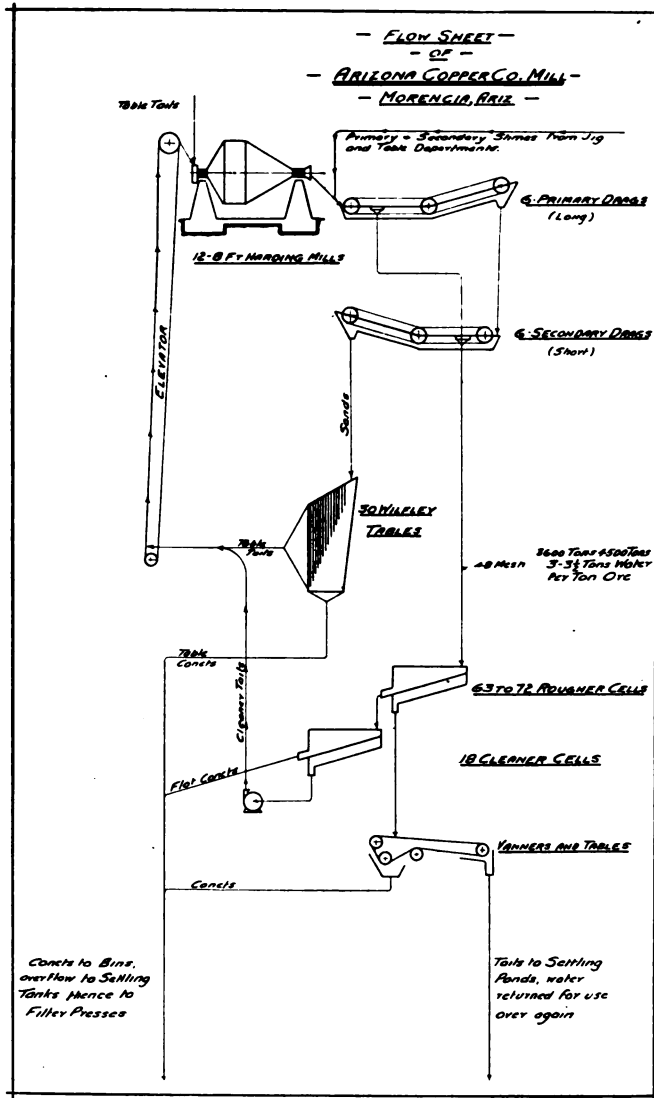 — FLOW SHEET —
— OF —
— ARIZONA COPPER CO. MILL —
— MORENCIA, ARIZ —
Table Tails
Primary + Secondary Slimes from Jig
and Table Departments.
6-PRIMARY DRAGS
(Long)
12-8 FT HARDING MILLS
6-SECONDARY DRAGS
(Short)
ELEVATOR
Sands
30 WILFLEY
TABLES
Table
Tails
3600 Tons 4500 Tons
48 Mesh 3-3½ Tons Water
Per Ton Ore
Table
Concts
Cleaner Tails
63 TO 72 ROUGHER CELLS
18 CLEANER CELLS
Flot Concts
VANNERS AND TABLES
Concts
Concts to Bins,
overflow to Settling
Tanks thence to
Filter Presses
Tails to Settling
Ponds, water
returned for use
over again